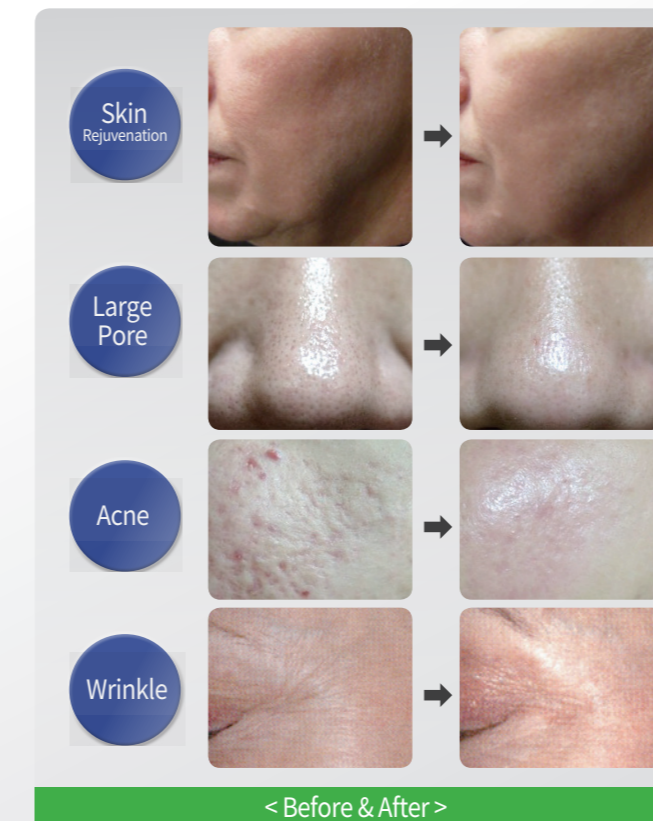 Skin
Rejuvenation
Large
Pore
Acne
Wrinkle
< Before & After >